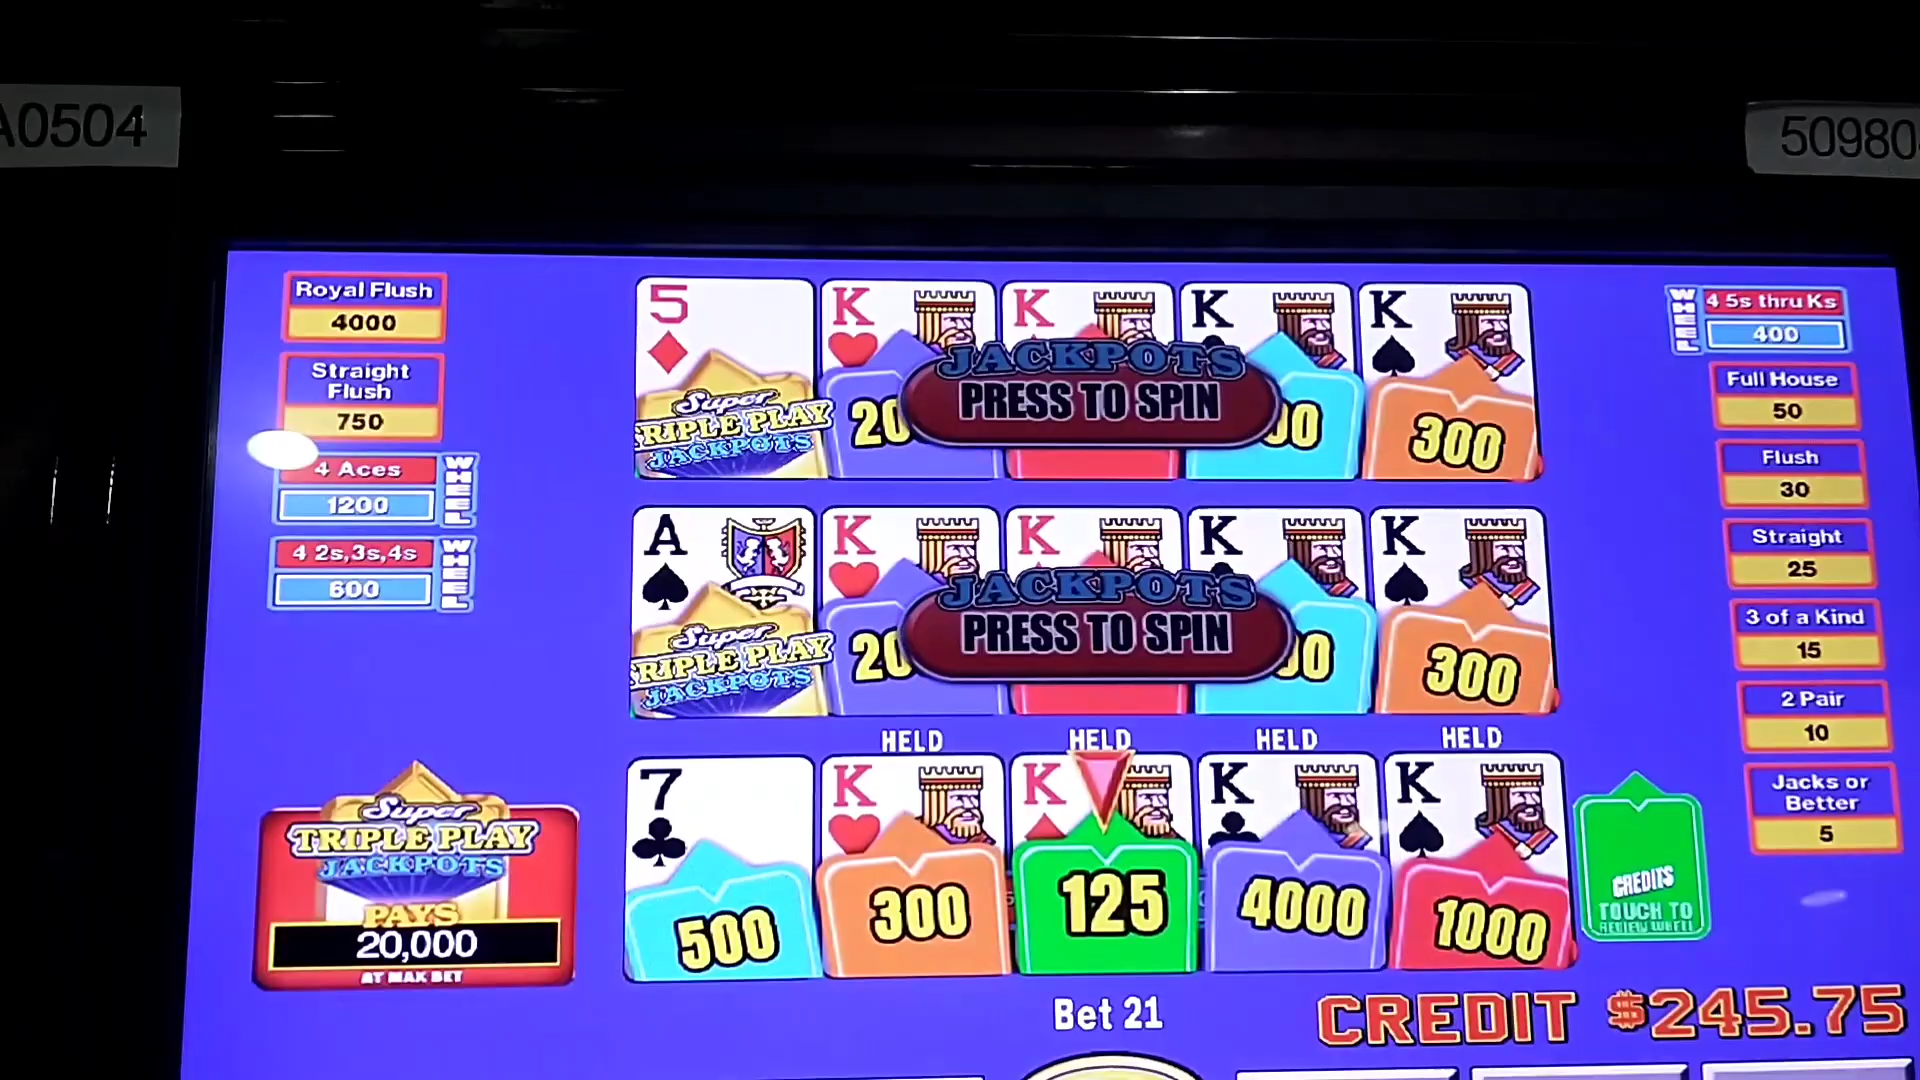 A0504
50980
Royal Flush
4000
Straight
Flush
750
4 Aces
1200
WHEEL
4 2s,3s,4s
600
WHEEL
WHEEL
4 5s thru Ks
400
Full House
50
Flush
30
Straight
25
3 of a Kind
15
2 Pair
10
Jacks or
Better
5
5 K K K K
Super
TRIPLE PLAY
JACKPOTS
JACKPOTS
PRESS TO SPIN
300
A K K K K
Super
TRIPLE PLAY
JACKPOTS
JACKPOTS
PRESS TO SPIN
300
HELD HELD HELD HELD
7 K K K K
500 300 125 4000 1000
CREDITS
TOUCH TO
REVIEW WHEEL
Super
TRIPLE PLAY
JACKPOTS
PAYS
20,000
AT MAX BET
Bet 21
CREDIT $245.75